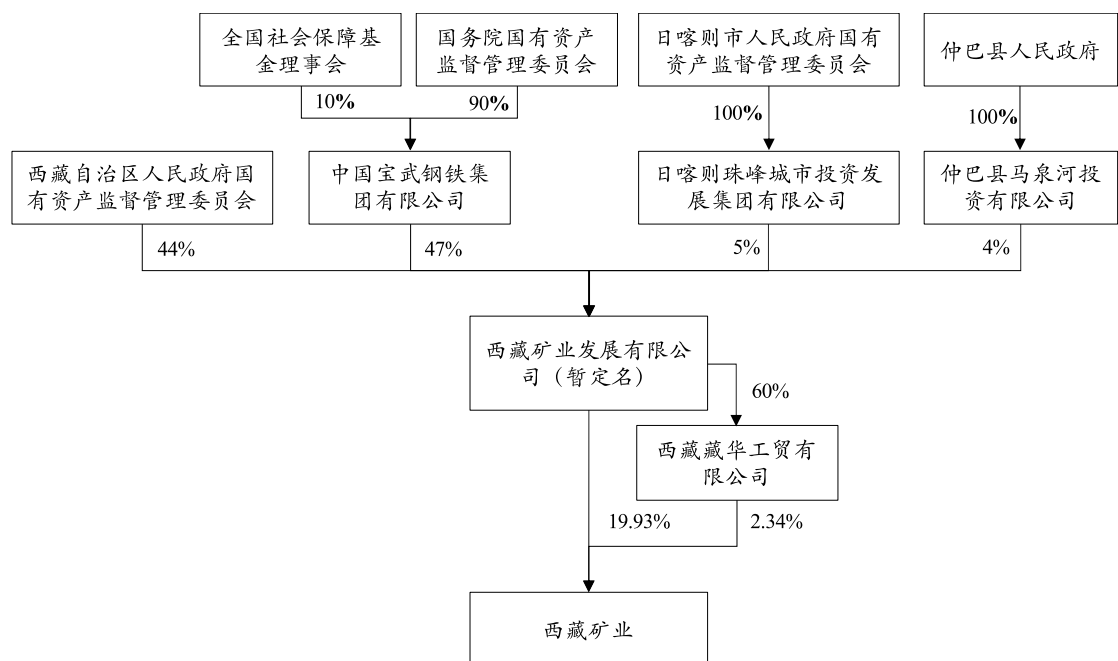 全国社会保障基
金理事会
国务院国有资产
监督管理委员会
日喀则市人民政府国有
资产监督管理委员会
仲巴县人民政府
10%
90%
100%
100%
西藏自治区人民政府国
有资产监督管理委员会
中国宝武钢铁集
团有限公司
日喀则珠峰城市投资发
展集团有限公司
仲巴县马泉河投
资有限公司
44%
47%
5%
4%
西藏矿业发展有限公
司（暂定名）
60%
西藏藏华工贸有
限公司
19.93%
2.34%
西藏矿业